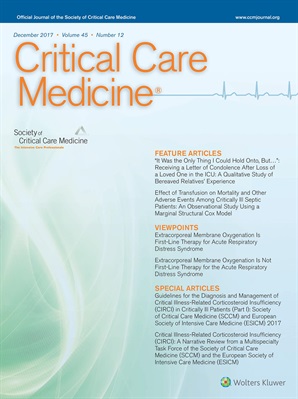 Official Journal of the Society of Critical Care Medicine
www.ccmjournal.org
December 2017 • Volume 45 • Number 12
Critical Care
Medicine®
Society of
Critical Care Medicine
The Intensive Care Professionals
FEATURE ARTICLES
"It Was the Only Thing I Could Hold Onto, But…":
Receiving a Letter of Condolence After Loss of
a Loved One in the ICU: A Qualitative Study of
Bereaved Relatives' Experience
Effect of Transfusion on Mortality and Other
Adverse Events Among Critically Ill Septic
Patients: An Observational Study Using a
Marginal Structural Cox Model
VIEWPOINTS
Extracorporeal Membrane Oxygenation Is
First-Line Therapy for Acute Respiratory
Distress Syndrome
Extracorporeal Membrane Oxygenation Is Not
First-Line Therapy for the Acute Respiratory
Distress Syndrome
SPECIAL ARTICLES
Guidelines for the Diagnosis and Management of
Critical Illness-Related Corticosteroid Insufficiency
(CIRCI) in Critically Ill Patients (Part I): Society
of Critical Care Medicine (SCCM) and European
Society of Intensive Care Medicine (ESICM) 2017
Critical Illness-Related Corticosteroid Insufficiency
(CIRCI): A Narrative Review from a Multispecialty
Task Force of the Society of Critical Care
Medicine (SCCM) and the European Society of
Intensive Care Medicine (ESICM)
Wolters Kluwer